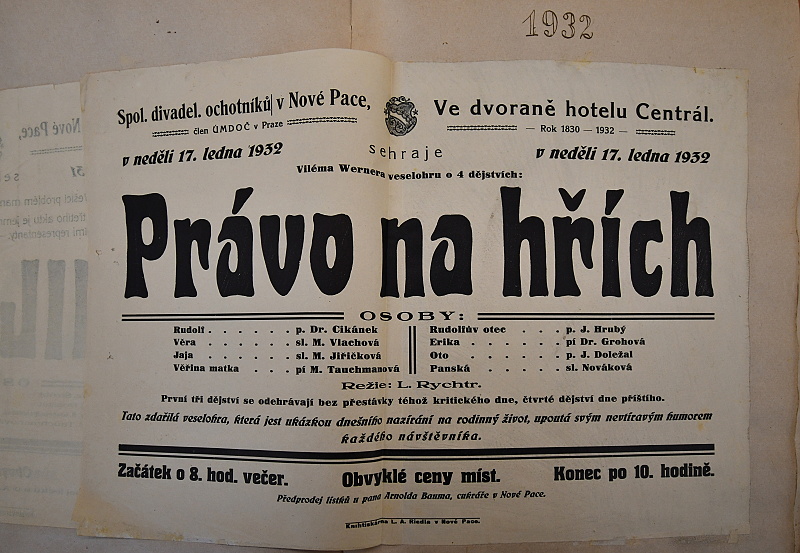 1932
Spol. divadel. ochotníků v Nové Pace,
člen ÚMDOČ v Praze
Ve dvoraně hotelu Centrál.
— Rok 1830 — 1932 —
v neděli 17. ledna 1932
sehraje
v neděli 17. ledna 1932
Viléma Wernera veselohru o 4 dějstvích:
Právo na hřích
OSOBY:
Rudolf . . . . . . p. Dr. Cikánek
Věra . . . . . . sl. M. Vlachová
Jaja . . . . . . sl. M. Jiřičková
Věřina matka . . . pí M. Tauchmanová
Rudolfův otec . . . p. J. Hrubý
Erika . . . . . pí Dr. Grohová
Oto . . . . . p. J. Doležal
Panská . . . . . sl. Nováková
Režie: L. Rychtr.
První tři dějství se odehrávají bez přestávky téhož kritického dne, čtvrté dějství dne příštího.
Tato zdařilá veselohra, která jest ukázkou dnešního nazírání na rodinný život, upoutá svým nevtíravým humorem
každého návštěvníka.
Začátek o 8. hod. večer.
Obvyklé ceny míst.
Konec po 10. hodině.
Předprodej lístků u pana Arnolda Bauma, cukráře v Nové Pace.
Knihtiskárna L. A. Riedla v Nové Pace.